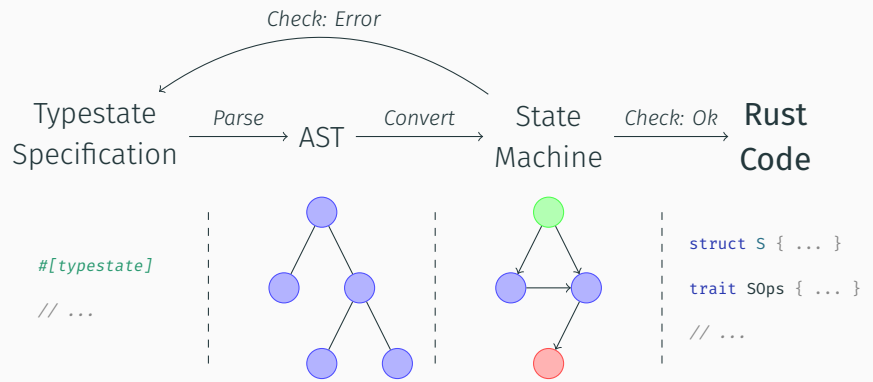 Check: Error
Typestate
Specification
Parse
AST
Convert
State
Machine
Check: Ok
Rust
Code
#[typestate]
// ...
struct S { ... }
trait SOps { ... }
// ...